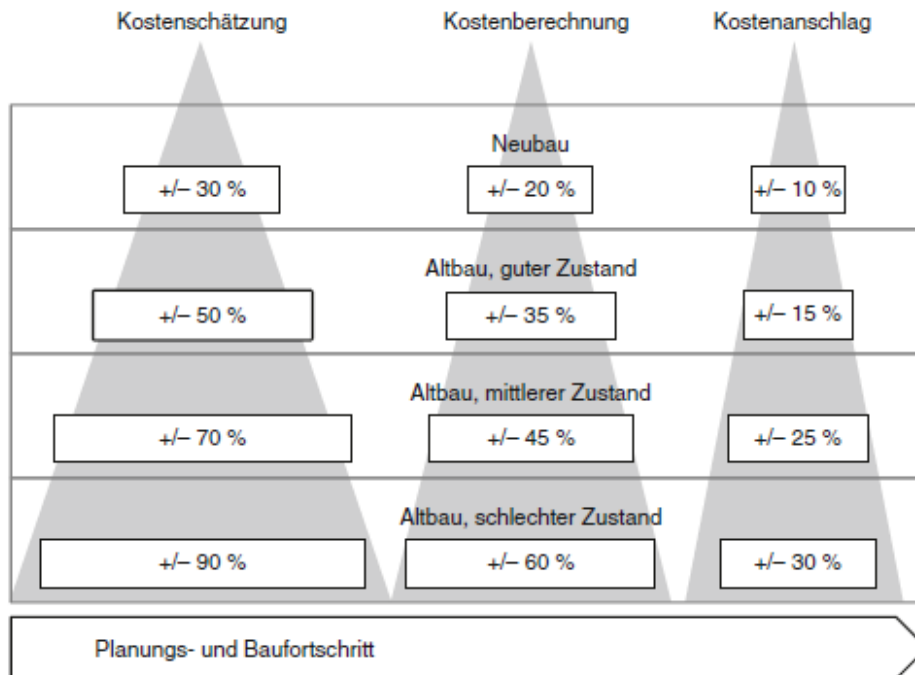 Kostenschätzung Kostenberechnung Kostenanschlag
Neubau
+/– 30 % +/– 20 % +/– 10 %
Altbau, guter Zustand
+/– 50 % +/– 35 % +/– 15 %
Altbau, mittlerer Zustand
+/– 70 % +/– 45 % +/– 25 %
Altbau, schlechter Zustand
+/– 90 % +/– 60 % +/– 30 %
Planungs- und Baufortschritt